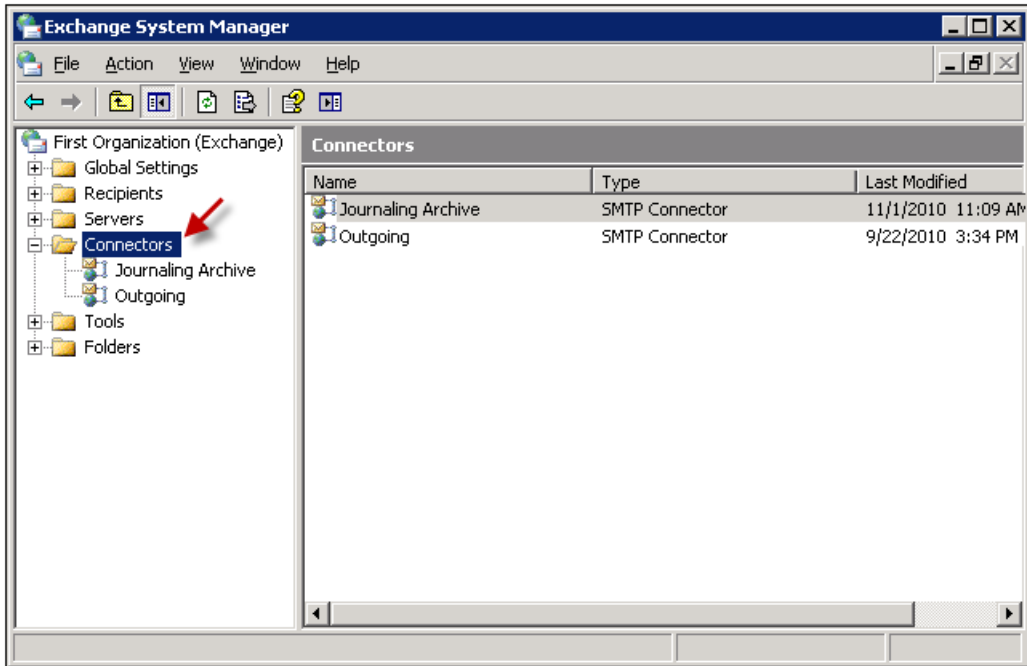 Exchange System Manager
File Action View Window Help
First Organization (Exchange)
Global Settings
Recipients
Servers
Connectors
Journaling Archive
Outgoing
Tools
Folders
Connectors
Name Type Last Modified
Journaling Archive SMTP Connector 11/1/2010 11:09 AM
Outgoing SMTP Connector 9/22/2010 3:34 PM